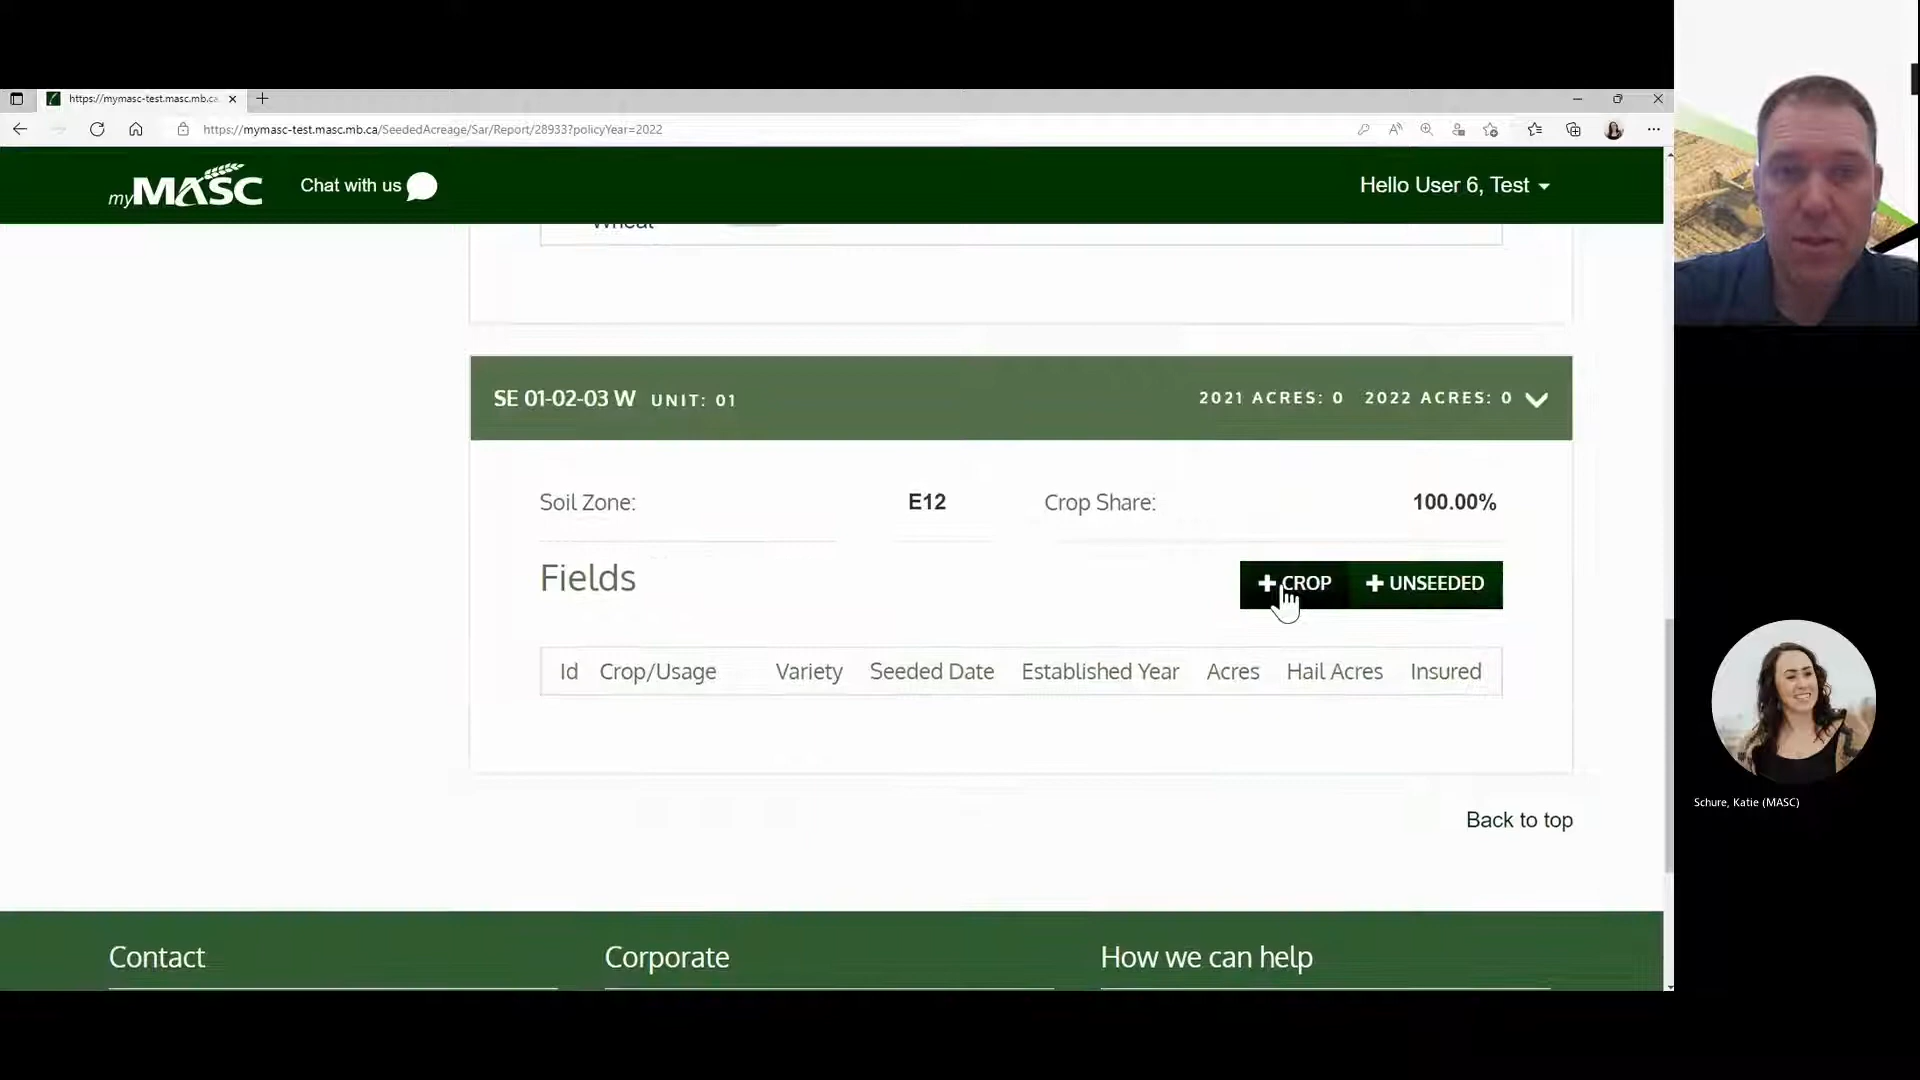 https://mymasc-test.masc.mb.ca
https://mymasc-test.masc.mb.ca/SeededAcreage/Sar/Report/28933?policyYear=2022
myMASC
Chat with us
Hello User 6, Test
Wheat
SE 01-02-03 W UNIT: 01
2021 ACRES: 0 2022 ACRES: 0
Soil Zone: E12 Crop Share: 100.00%
Fields
+ CROP + UNSEEDED
Id Crop/Usage Variety Seeded Date Established Year Acres Hail Acres Insured
Schure, Katie (MASC)
Back to top
Contact Corporate How we can help